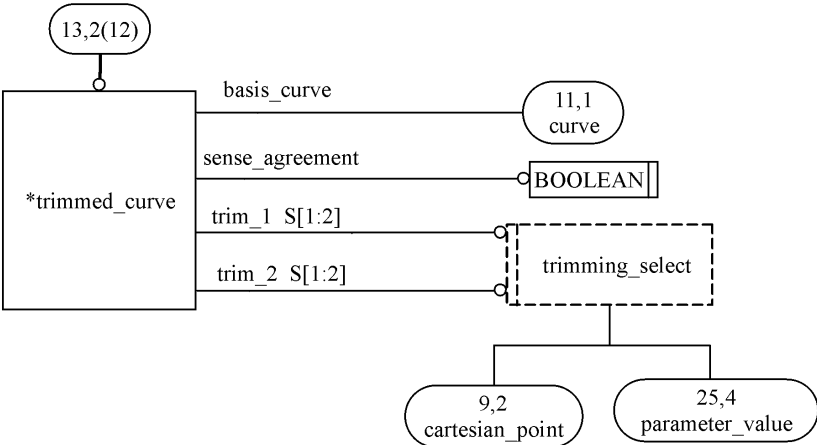 13,2(12)
basis_curve
11,1
curve
sense_agreement
BOOLEAN
*trimmed_curve
trim_1 S[1:2]
trimming_select
trim_2 S[1:2]
9,2
cartesian_point
25,4
parameter_value